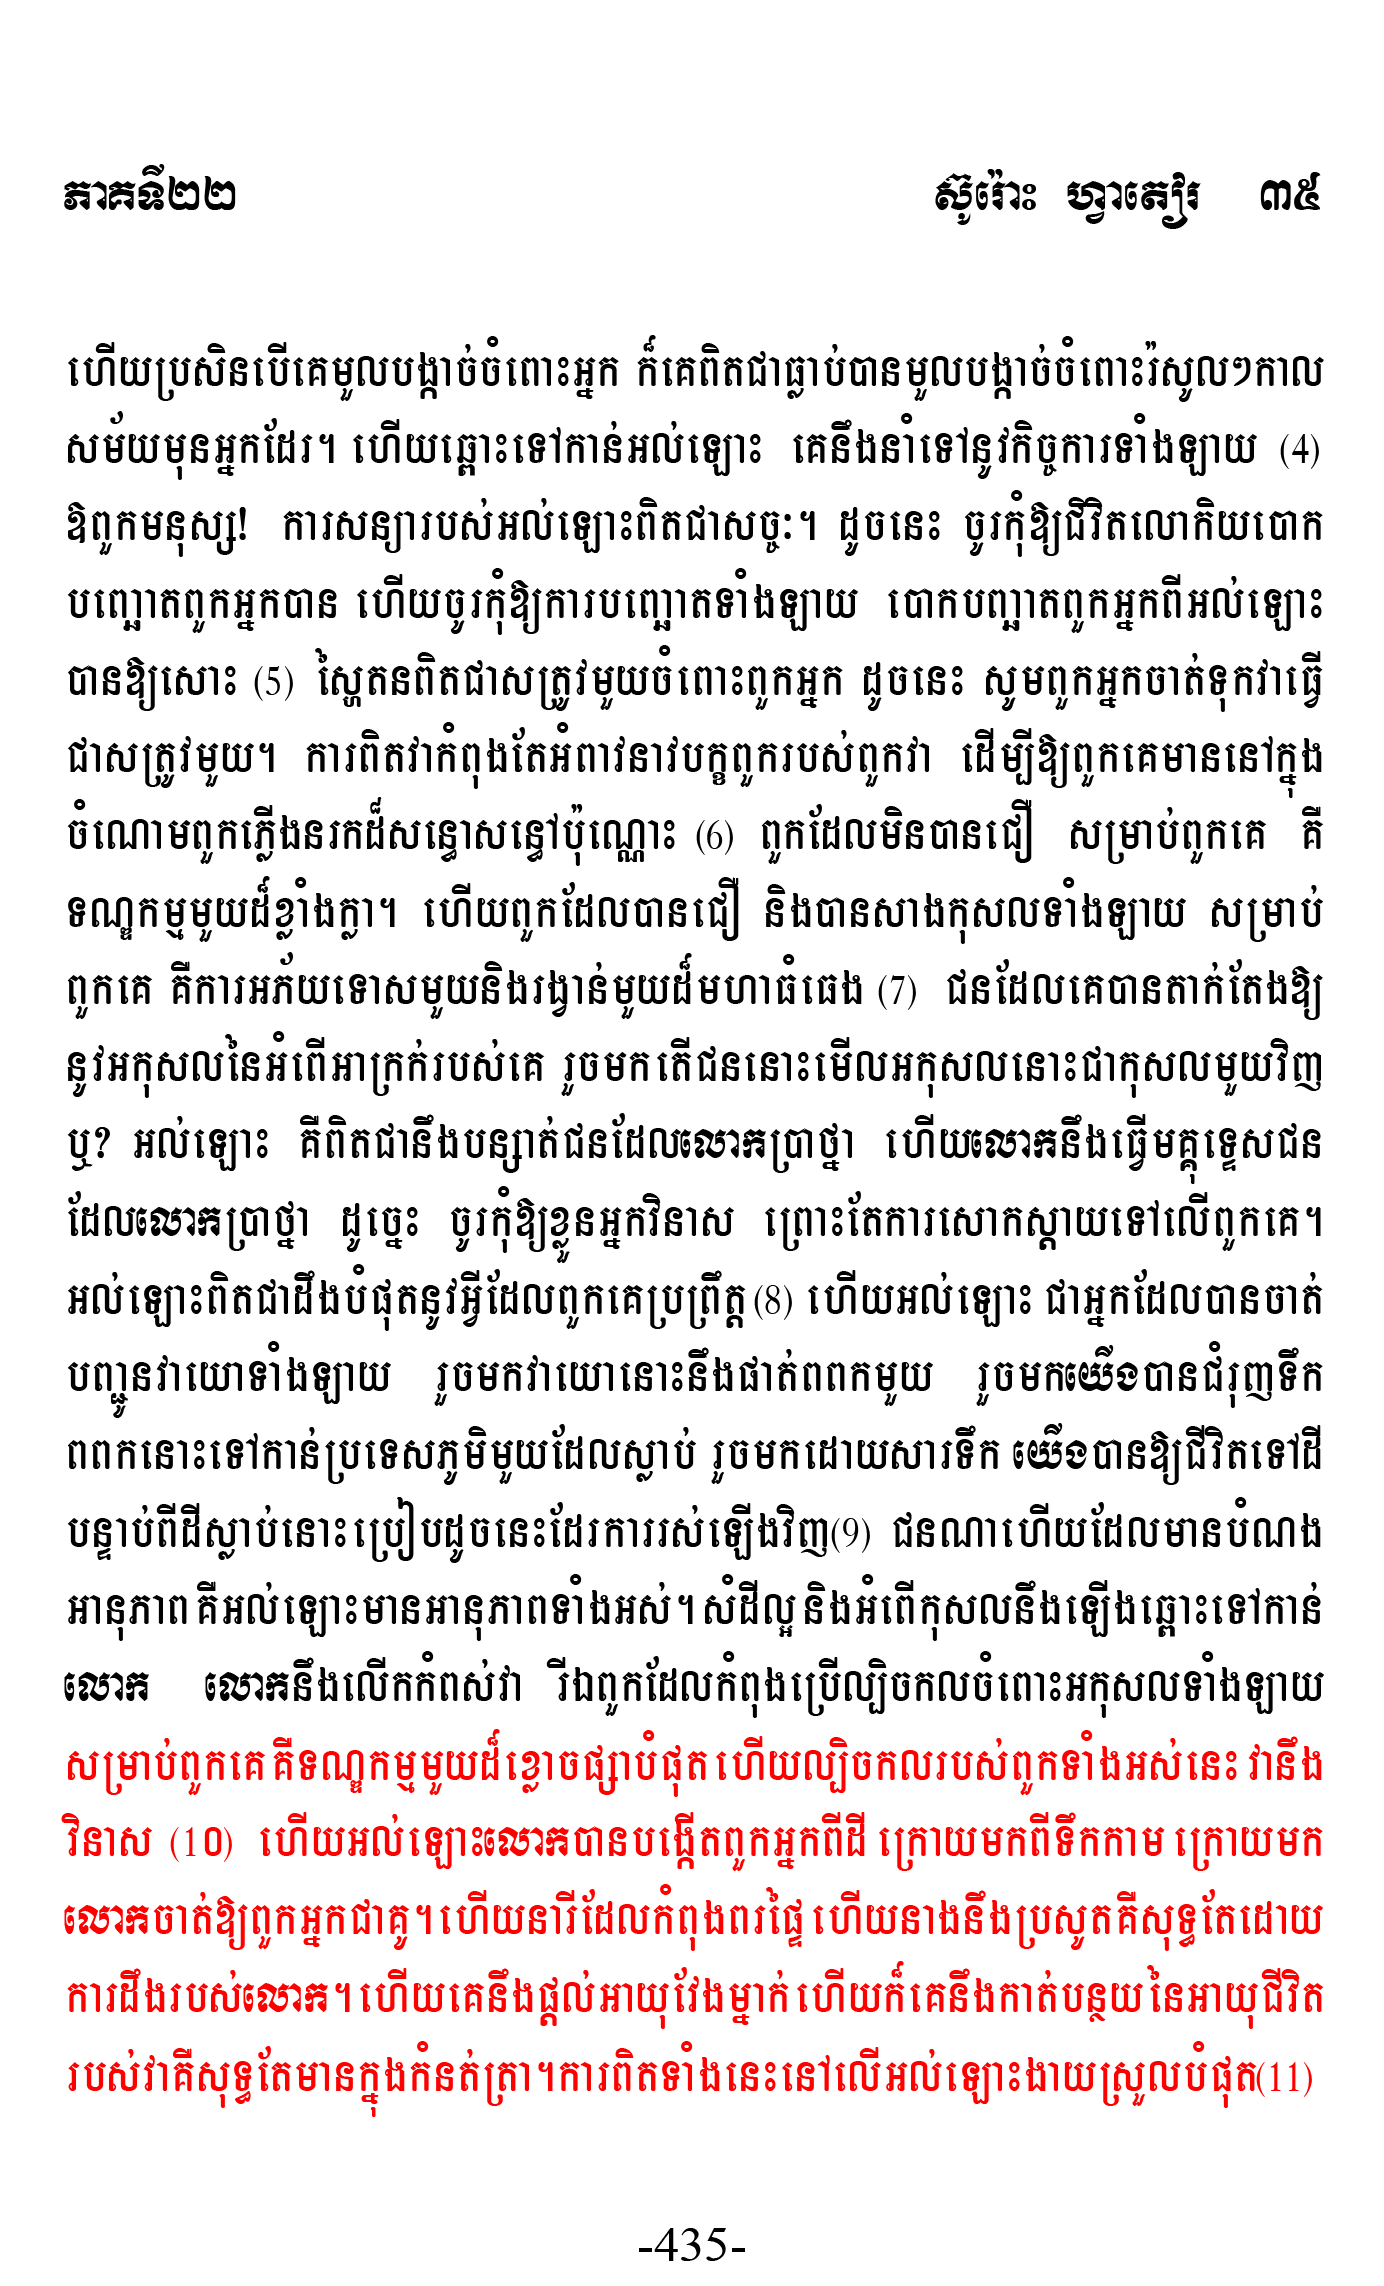 ភាគទី២២ ស៊ូរ៉ោះ ហ្វាតៀរ ៣៥
ហើយប្រសិនបើគេមួលបង្កាច់ចំពោះអ្នក ក៏គេពិតជាធ្លាប់បានមួលបង្កាច់ចំពោះរ៉សូលៗកាល
សម័យមុនអ្នកដែរ។ ហើយឆ្ពោះទៅកាន់អល់ឡោះ គេនឹងនាំទៅនូវកិច្ចការទាំងឡាយ (4)
ឱពួកមនុស្ស! ការសន្យារបស់អល់ឡោះពិតជាសច្ចៈ។ ដូចនេះ ចូរកុំឱ្យជីវិតលោកិយបោក
បញ្ឆោតពួកអ្នកបាន ហើយចូរកុំឱ្យការបញ្ឆោតទាំងឡាយ បោកបញ្ឆោតពួកអ្នកពីអល់ឡោះ
បានឱ្យសោះ (5) ស្ហៃតនពិតជាសត្រូវមួយចំពោះពួកអ្នក ដូចនេះ សូមពួកអ្នកចាត់ទុកវាធ្វើ
ជាសត្រូវមួយ។ ការពិតវាកំពុងតែអំពាវនាវបក្ខពួករបស់ពួកវា ដើម្បីឱ្យពួកគេមាននៅក្នុង
ចំណោមពួកភ្លើងនរកដ៏សន្ធោសន្ធៅប៉ុណ្ណោះ (6) ពួកដែលមិនបានជឿ សម្រាប់ពួកគេ គឺ
ទណ្ឌកម្មមួយដ៏ខ្លាំងក្លា។ ហើយពួកដែលបានជឿ និងបានសាងកុសលទាំងឡាយ សម្រាប់
ពួកគេ គឺការអភ័យទោសមួយនិងរង្វាន់មួយដ៏មហាធំធេង (7) ជនដែលគេបានតាក់តែងឱ្យ
នូវអកុសលនៃអំពើអាក្រក់របស់គេ រួចមកតើជននោះមើលអកុសលនោះជាកុសលមួយវិញ
ឬ? អល់ឡោះ គឺពិតជានឹងបន្សាត់ជនដែលលោកប្រាថ្នា ហើយលោកនឹងធ្វើមគ្គុទ្ទេសជន
ដែលលោកប្រាថ្នា ដូច្នេះ ចូរកុំឱ្យខ្លួនអ្នកវិនាស ព្រោះតែការសោកស្តាយទៅលើពួកគេ។
អល់ឡោះពិតជាដឹងបំផុតនូវអ្វីដែលពួកគេប្រព្រឹត្ត (8) ហើយអល់ឡោះ ជាអ្នកដែលបានចាត់
បញ្ជូនវាយោទាំងឡាយ រួចមកវាយោនោះនឹងផាត់ពពកមួយ រួចមកយើងបានជំរុញទឹក
ពពកនោះទៅកាន់ប្រទេសភូមិមួយដែលស្លាប់ រួចមកដោយសារទឹក យើងបានឱ្យជីវិតទៅដី
បន្ទាប់ពីដីស្លាប់នោះប្រៀបដូចនេះដែរការរស់ឡើងវិញ(9) ជនណាហើយដែលមានបំណង
អានុភាព គឺអល់ឡោះមានអានុភាពទាំងអស់។ សំដីល្អ និងអំពើកុសលនឹងឡើងឆ្ពោះទៅកាន់
លោក លោកនឹងលើកកំពស់វា រីឯពួកដែលកំពុងប្រើល្បិចកលចំពោះអកុសលទាំងឡាយ
សម្រាប់ពួកគេ គឺទណ្ឌកម្មមួយដ៏ខ្លោចផ្សាបំផុត ហើយល្បិចកលរបស់ពួកទាំងអស់នេះ វានឹង
វិនាស (1០) ហើយអល់ឡោះលោកបានបង្កើតពួកអ្នកពីដី ក្រោយមកពីទឹកកាម ក្រោយមក
លោកចាត់ឱ្យពួកអ្នកជាគូ។ ហើយនារីដែលកំពុងពរផ្ទៃ ហើយនាងនឹងប្រសូតគឺសុទ្ធតែដោយ
ការដឹងរបស់លោក។ ហើយគេនឹងផ្តល់អាយុវែងម្នាក់ ហើយក៏គេនឹងកាត់បន្ថយ នៃអាយុជីវិត
របស់វាគឺសុទ្ធតែមានក្នុងកំនត់ត្រា។ការពិតទាំងនេះនៅលើអល់ឡោះងាយស្រួលបំផុត(11)
-435-